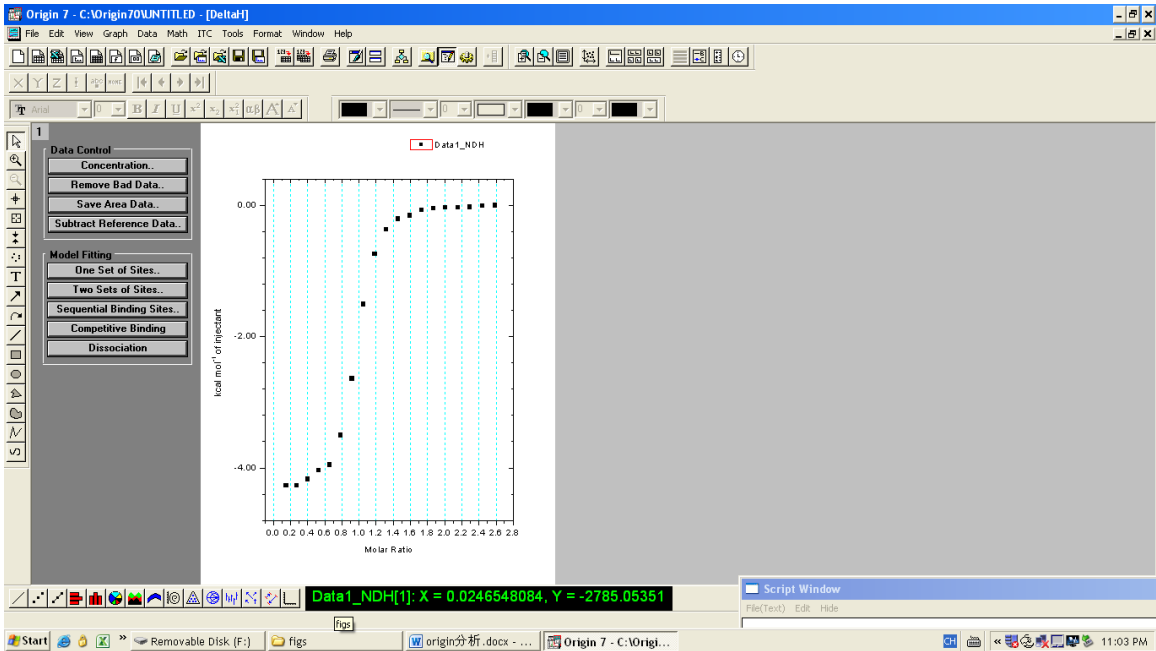 Origin 7 - C:\Origin70\UNTITLED - [DeltaH]
File Edit View Graph Data Math ITC Tools Format Window Help
X Y Z
Arial 0 B I U x² x₂ αβ A A 0 0
1
Data1_NDH
Data Control
Concentration..
Remove Bad Data..
Save Area Data..
Subtract Reference Data..
Model Fitting
One Set of Sites..
Two Sets of Sites..
Sequential Binding Sites..
Competitive Binding
Dissociation
T
0.00
-2.00
-4.00
kcal mol⁻¹ of injectant
0.0 0.2 0.4 0.6 0.8 1.0 1.2 1.4 1.6 1.8 2.0 2.2 2.4 2.6 2.8
Molar Ratio
Data1_NDH[1]: X = 0.0246548084, Y = -2785.05351
Script Window
File(Text) Edit Hide
figs
Start » Removable Disk (F:) figs origin分析.docx - ... Origin 7 - C:\Origi... CH « 11:03 PM